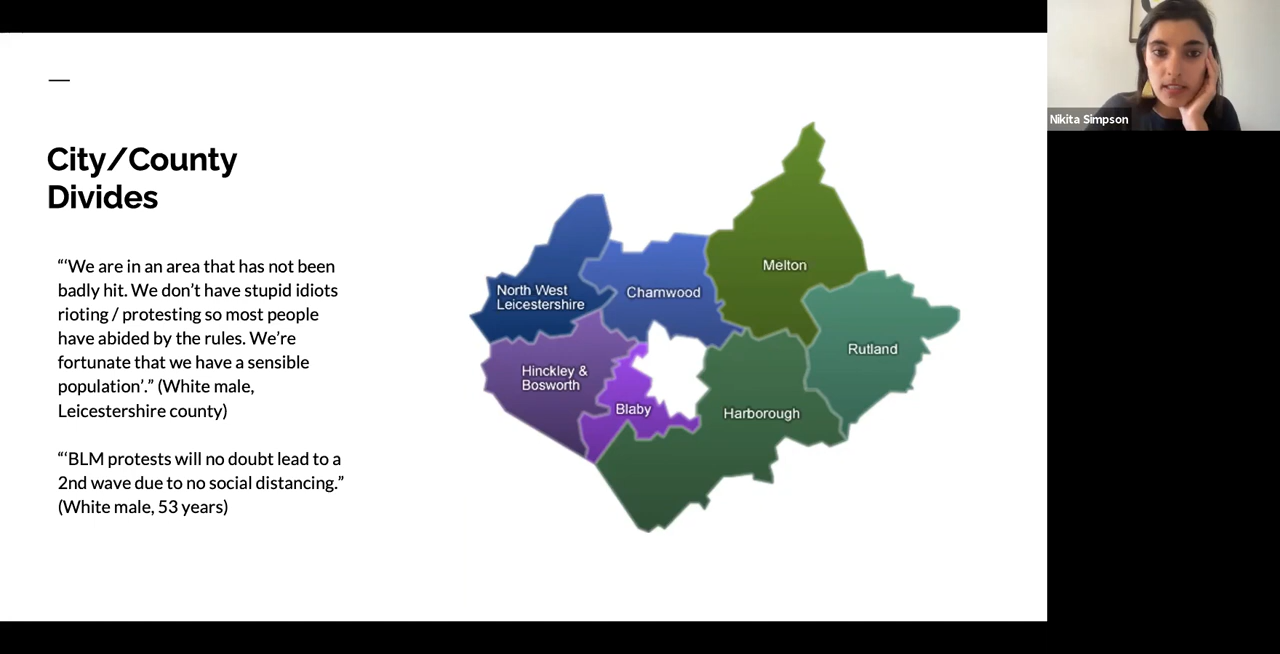 City/County
Divides
“‘We are in an area that has not been
badly hit. We don’t have stupid idiots
rioting / protesting so most people
have abided by the rules. We’re
fortunate that we have a sensible
population’.” (White male,
Leicestershire county)
“‘BLM protests will no doubt lead to a
2nd wave due to no social distancing.”
(White male, 53 years)
North West
Leicestershire
Charnwood
Melton
Rutland
Hinckley &
Bosworth
Blaby
Harborough
Nikita Simpson